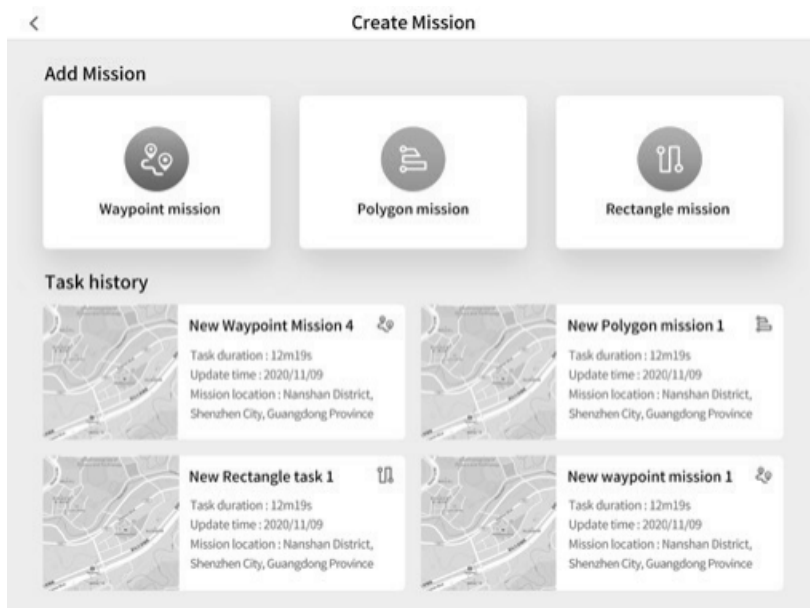 Create Mission
Add Mission
Waypoint mission
Polygon mission
Rectangle mission
Task history
New Waypoint Mission 4
Task duration : 12m19s
Update time : 2020/11/09
Mission location : Nanshan District,
Shenzhen City, Guangdong Province
New Polygon mission 1
Task duration : 12m19s
Update time : 2020/11/09
Mission location : Nanshan District,
Shenzhen City, Guangdong Province
New Rectangle task 1
Task duration : 12m19s
Update time : 2020/11/09
Mission location : Nanshan District,
Shenzhen City, Guangdong Province
New waypoint mission 1
Task duration : 12m19s
Update time : 2020/11/09
Mission location : Nanshan District,
Shenzhen City, Guangdong Province